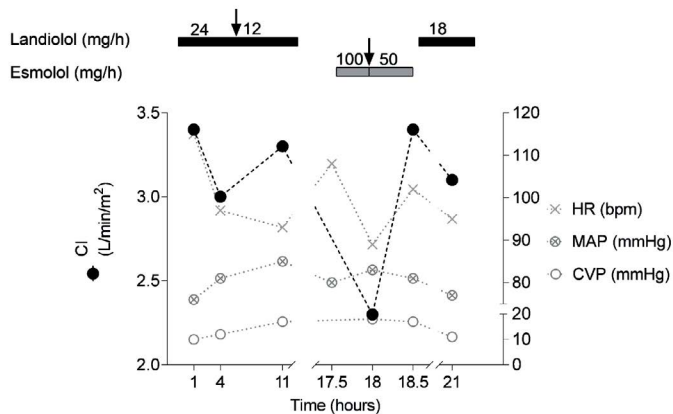 Landiolol (mg/h) 24 12 18
Esmolol (mg/h) 100 50
3.5 120
110
3.0 100
90
2.5 80
20
10
2.0 0
CI
(L/min/m²)
HR (bpm)
MAP (mmHg)
CVP (mmHg)
1 4 11 17.5 18 18.5 21
Time (hours)